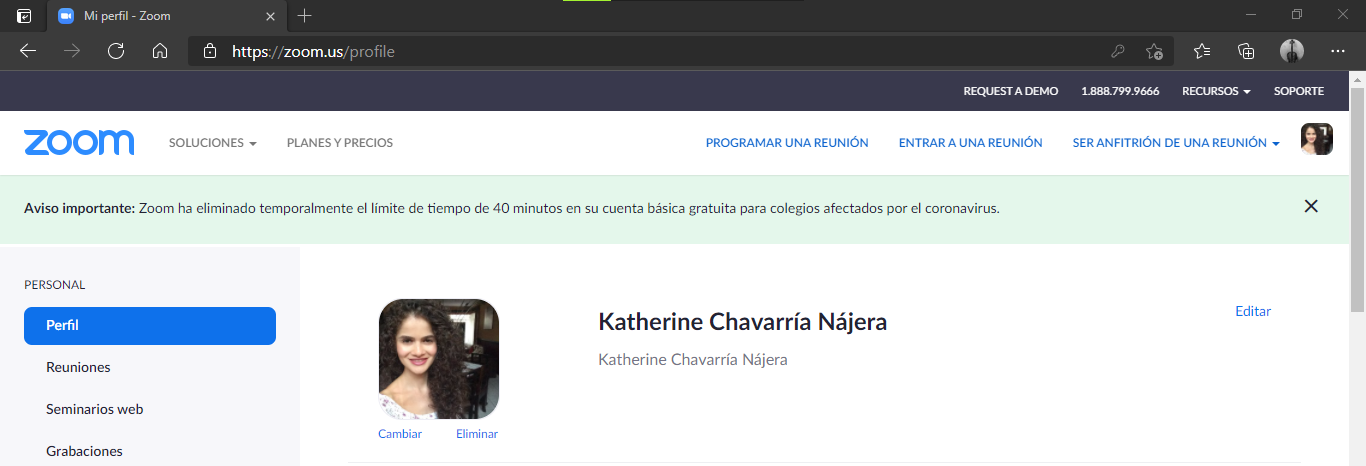 Mi perfil - Zoom
https://zoom.us/profile
REQUEST A DEMO 1.888.799.9666 RECURSOS SOPORTE
zoom SOLUCIONES PLANES Y PRECIOS PROGRAMAR UNA REUNIÓN ENTRAR A UNA REUNIÓN SER ANFITRIÓN DE UNA REUNIÓN
Aviso importante: Zoom ha eliminado temporalmente el límite de tiempo de 40 minutos en su cuenta básica gratuita para colegios afectados por el coronavirus.
PERSONAL
Perfil
Reuniones
Seminarios web
Grabaciones
Cambiar Eliminar
Katherine Chavarría Nájera
Katherine Chavarría Nájera
Editar